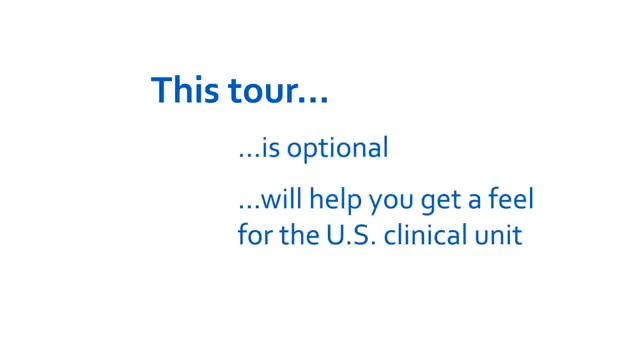 This tour...
...is optional
...will help you get a feel
for the U.S. clinical unit